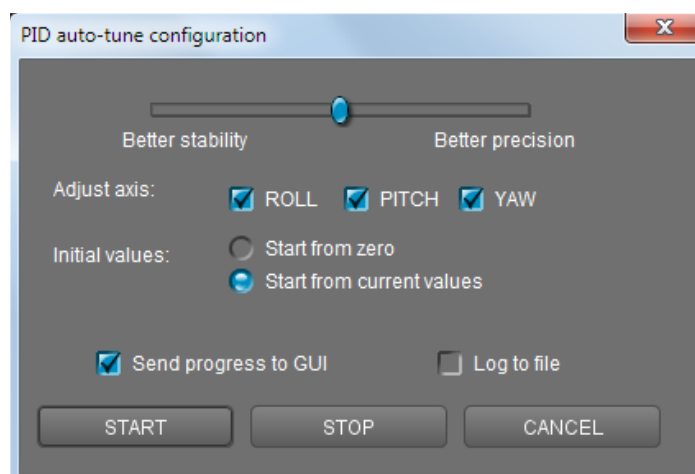 PID auto-tune configuration
Better stability Better precision
Adjust axis: ROLL PITCH YAW
Initial values: Start from zero
Start from current values
Send progress to GUI Log to file
START STOP CANCEL